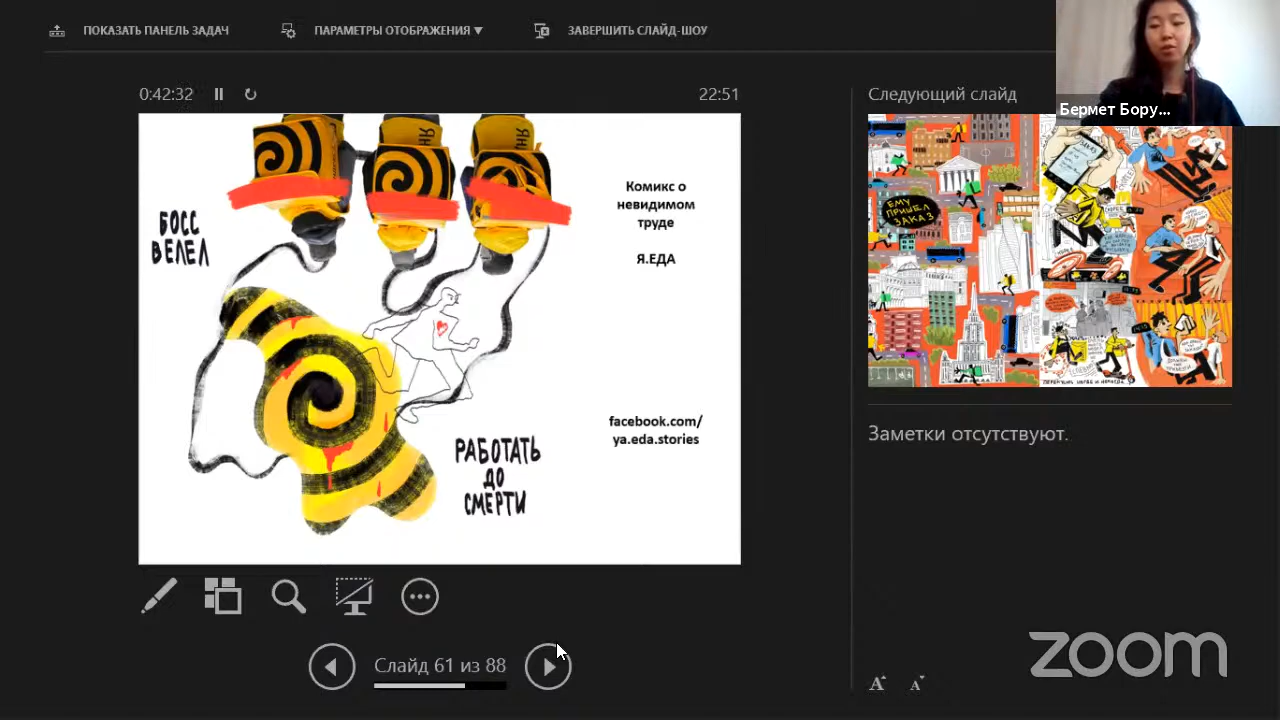 ПОКАЗАТЬ ПАНЕЛЬ ЗАДАЧ
ПАРАМЕТРЫ ОТОБРАЖЕНИЯ
ЗАВЕРШИТЬ СЛАЙД-ШОУ
Бермет Бору...
0:42:32
22:51
Следующий слайд
БОСС
ВЕЛЕЛ
Комикс о
невидимом
труде
Я.ЕДА
facebook.com/
ya.eda.stories
РАБОТАТЬ
ДО
СМЕРТИ
ЕМУ
ПРИШЕЛ
ЗАКАЗ
Заметки отсутствуют.
Слайд 61 из 88
zoom